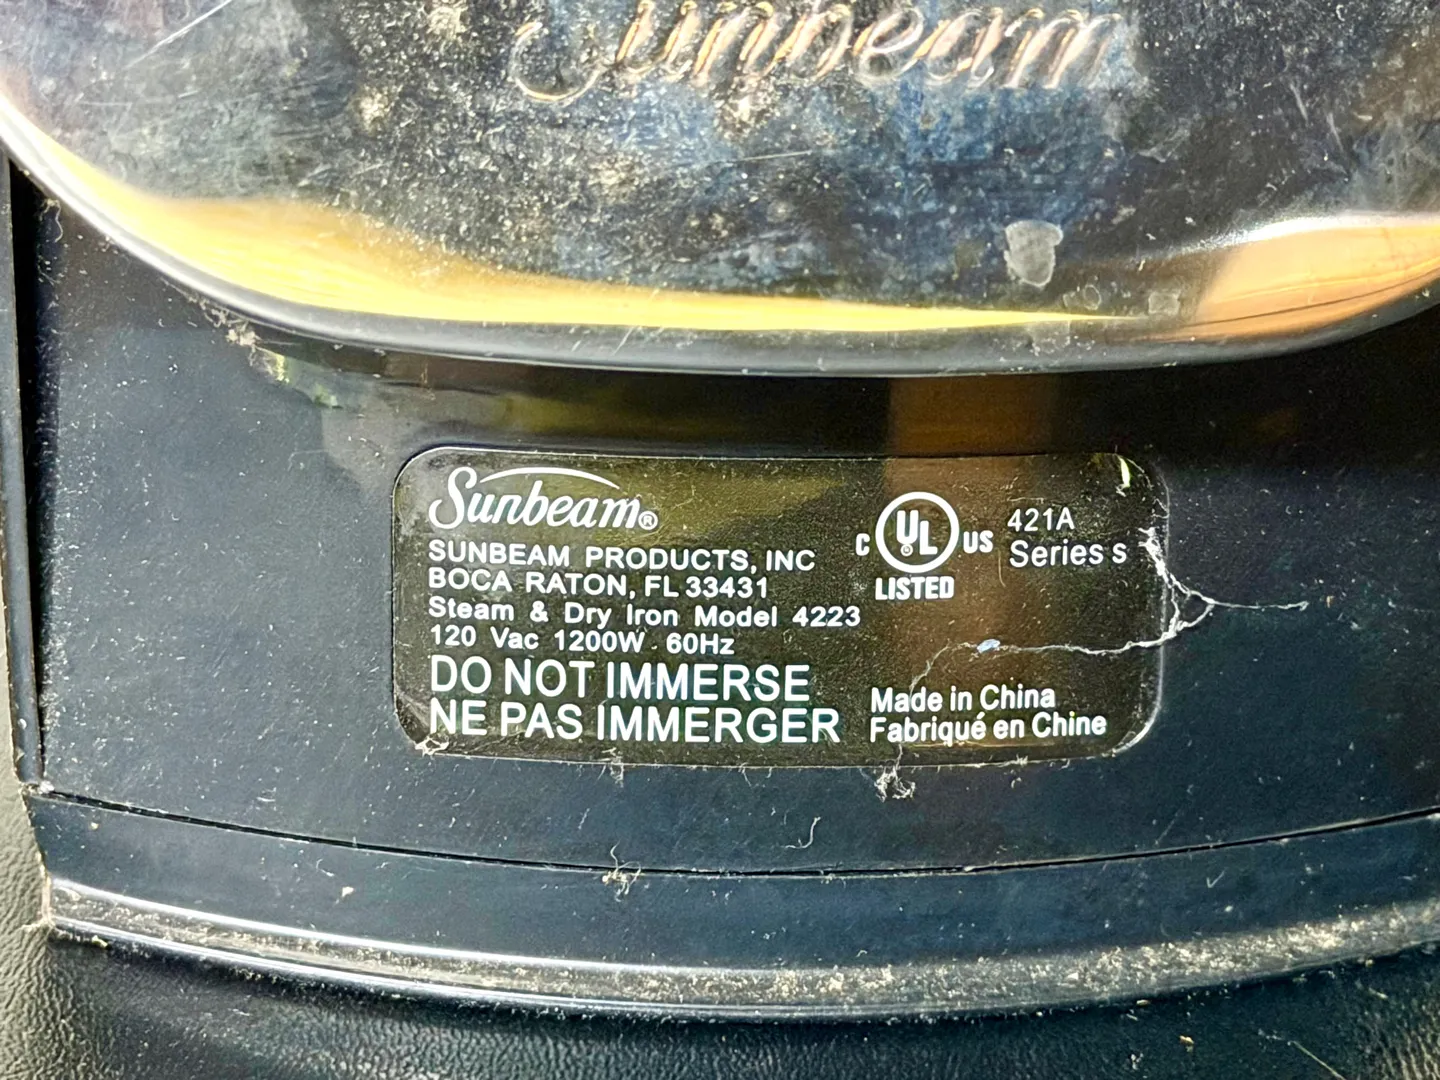 Sunbeam
Sunbeam®
SUNBEAM PRODUCTS, INC
BOCA RATON, FL 33431
Steam & Dry Iron Model 4223
120 Vac 1200W 60Hz
DO NOT IMMERSE
NE PAS IMMERGER
C UL® US
LISTED
421A
Series s
Made in China
Fabriqué en Chine